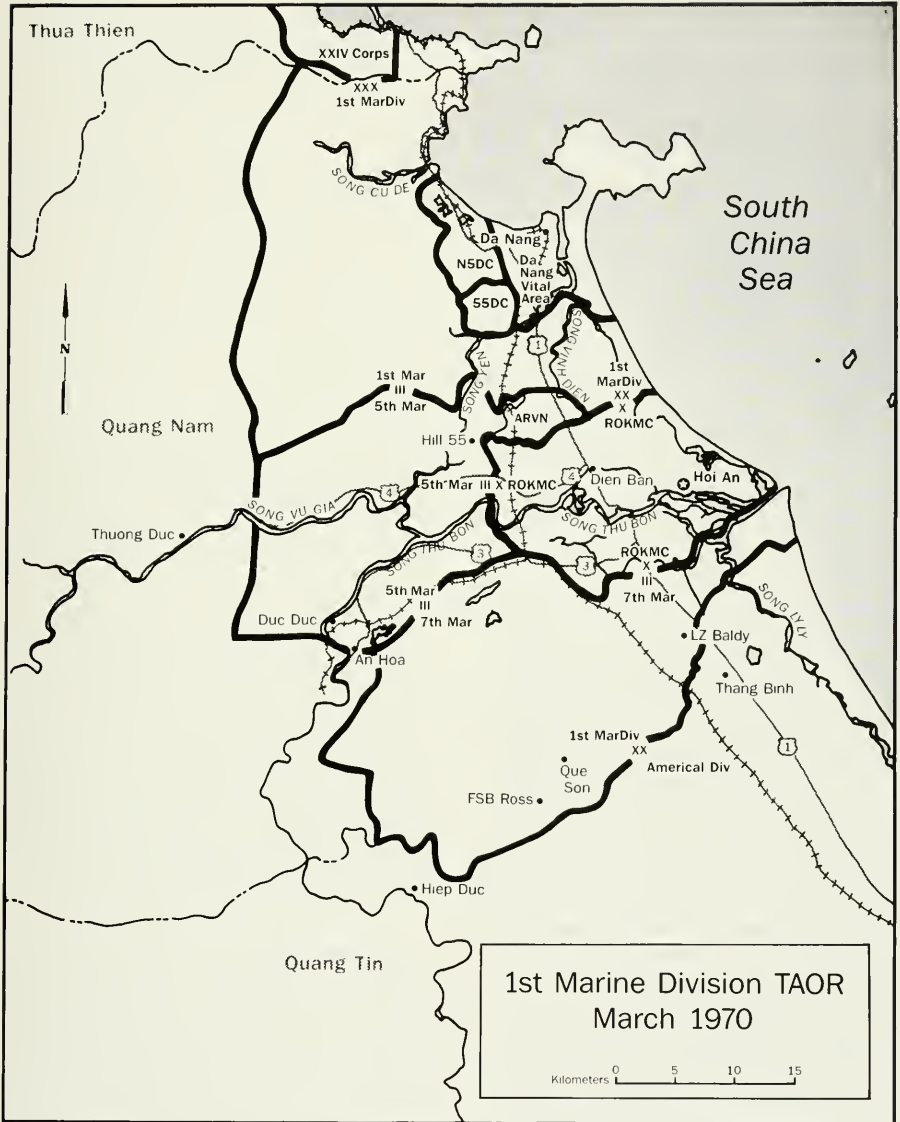 Thua Thien
XXIV Corps
XXX
1st MarDiv
SONG CU DE
South
China
Sea
Da Nang
N5DC
Da
Nang
Vital
Area
55DC
N
1
SONG VINH
DIEN
SONG YEN
1st Mar
III
5th Mar
1st
MarDiv
XX
X
ROKMC
ARVN
Quang Nam
Hill 55
5th Mar III X ROKMC
4
Dien Ban
Hoi An
4
SONG VU GIA
Thuong Duc
SONG THU BON
SONG THU BON
3
3
ROKMC
X
III
7th Mar
5th Mar
III
7th Mar
SONG LY LY
Duc Duc
An Hoa
LZ Baldy
Thang Binh
1st MarDiv
XX
Americal Div
1
Que
Son
FSB Ross
Hiep Duc
Quang Tin
1st Marine Division TAOR
March 1970
Kilometers 0 5 10 15